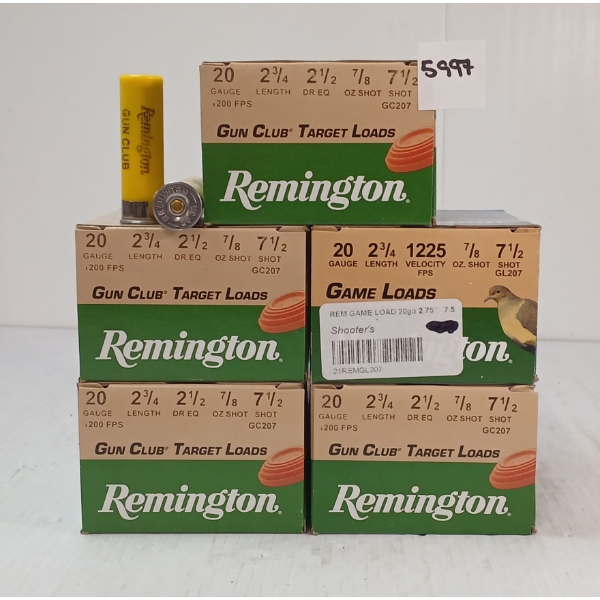 5997
20 2 3/4 2 1/2 7/8 7 1/2
GAUGE LENGTH DR EQ OZ SHOT SHOT
1200 FPS GC207
GUN CLUB® TARGET LOADS
Remington
Remington
GUN CLUB
20 2 3/4 2 1/2 7/8 7 1/2
GAUGE LENGTH DR EQ OZ SHOT SHOT
1200 FPS GC207
GUN CLUB® TARGET LOADS
Remington
20 2 3/4 1225 7/8 7 1/2
GAUGE LENGTH VELOCITY OZ. SHOT SHOT
FPS GL207
GAME LOADS
REM GAME LOAD 20ga 2.75" 7.5
Shooter's
21REMGL207
ton
20 2 3/4 2 1/2 7/8 7 1/2
GAUGE LENGTH DR EQ OZ SHOT SHOT
1200 FPS GC207
GUN CLUB® TARGET LOADS
Remington
20 2 3/4 2 1/2 7/8 7 1/2
GAUGE LENGTH DR EQ OZ SHOT SHOT
1200 FPS GC207
GUN CLUB® TARGET LOADS
Remington